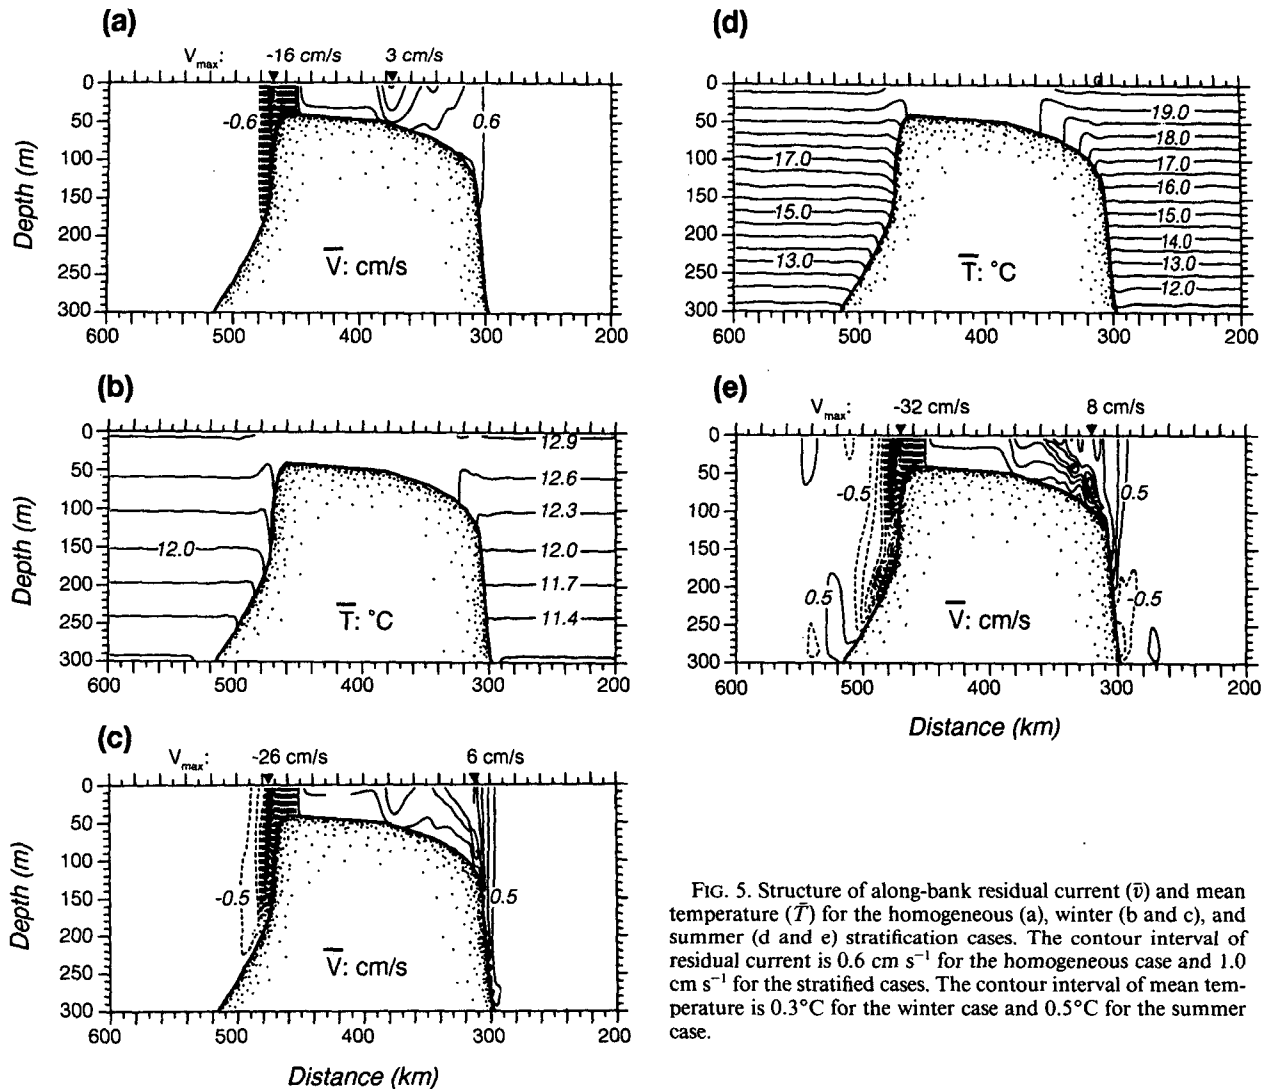 (a)
Vmax: -16 cm/s 3 cm/s
0
50
100
150
200
250
300
Depth (m)
-0.6
0.6
V̄: cm/s
600 500 400 300 200
(b)
0
50
100
150
200
250
300
Depth (m)
12.9
12.6
12.3
12.0 12.0
11.7
11.4
T̄: °C
600 500 400 300 200
(c)
Vmax: -26 cm/s 6 cm/s
0
50
100
150
200
250
300
Depth (m)
-0.5 0.5
V̄: cm/s
600 500 400 300 200
Distance (km)
(d)
0
50
100
150
200
250
300
19.0
18.0
17.0 17.0
16.0
15.0 15.0
14.0
13.0 13.0
12.0
T̄: °C
600 500 400 300 200
(e)
Vmax: -32 cm/s 8 cm/s
0
50
100
150
200
250
300
-0.5 0.5
0.5 -0.5
V̄: cm/s
600 500 400 300 200
Distance (km)
FIG. 5. Structure of along-bank residual current (v̄) and mean
temperature (T̄) for the homogeneous (a), winter (b and c), and
summer (d and e) stratification cases. The contour interval of
residual current is 0.6 cm s⁻¹ for the homogeneous case and 1.0
cm s⁻¹ for the stratified cases. The contour interval of mean tem-
perature is 0.3°C for the winter case and 0.5°C for the summer
case.